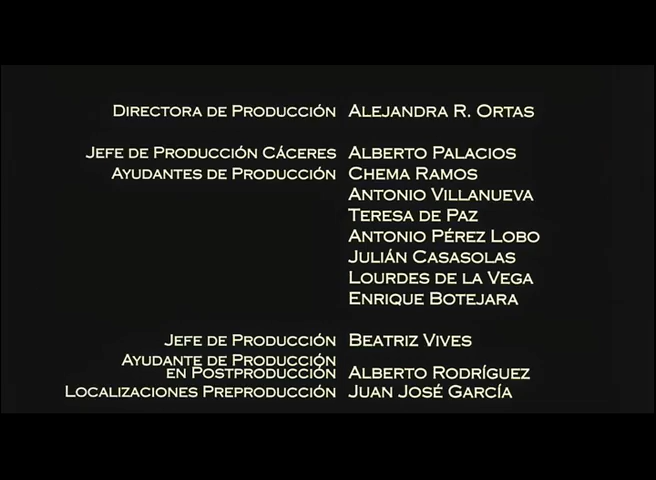 Directora de Producción Alejandra R. Ortas
Jefe de Producción Cáceres Alberto Palacios
Ayudantes de Producción Chema Ramos
Antonio Villanueva
Teresa de Paz
Antonio Pérez Lobo
Julián Casasolas
Lourdes de la Vega
Enrique Botejara
Jefe de Producción Beatriz Vives
Ayudante de Producción
en Postproducción Alberto Rodríguez
Localizaciones Preproducción Juan José García